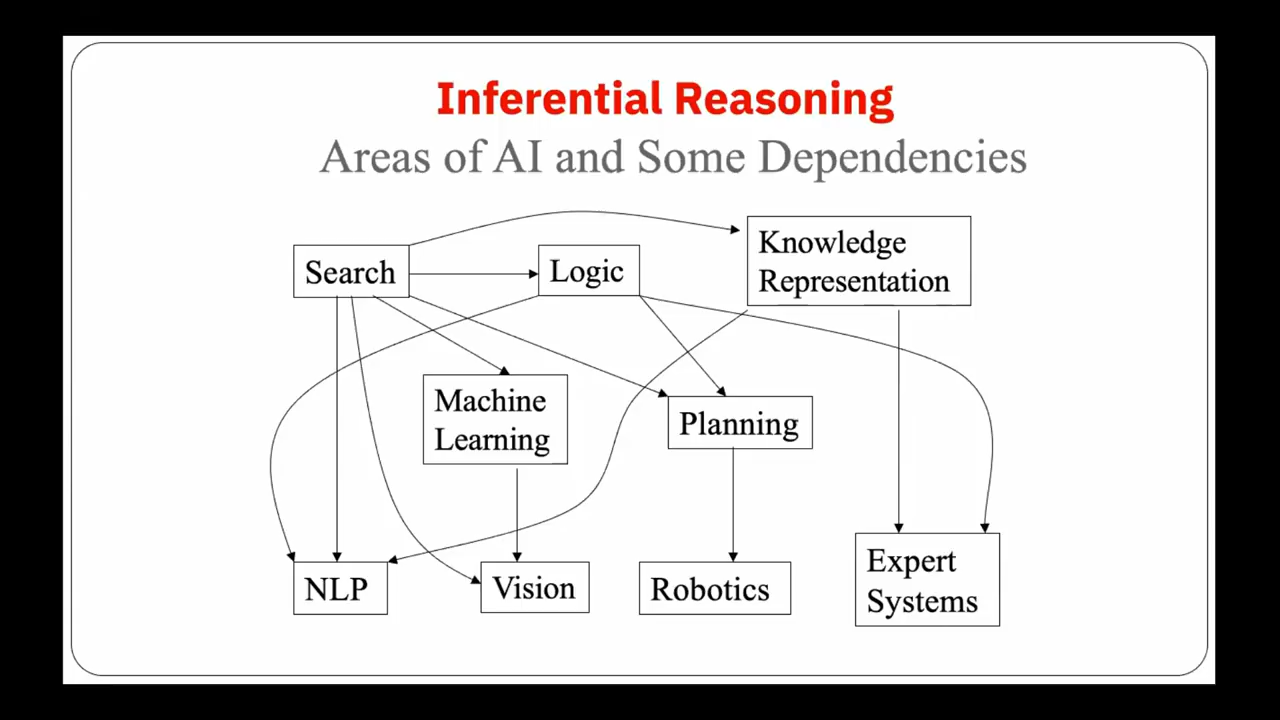 Inferential Reasoning
Areas of AI and Some Dependencies
Search
Logic
Knowledge
Representation
Machine
Learning
Planning
NLP
Vision
Robotics
Expert
Systems